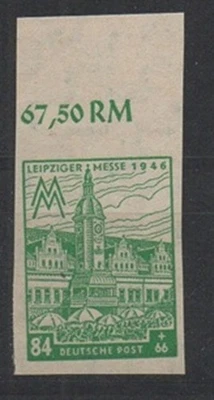 67,50 RM
LEIPZIGER MESSE 1946
MM
84 DEUTSCHE POST + 66